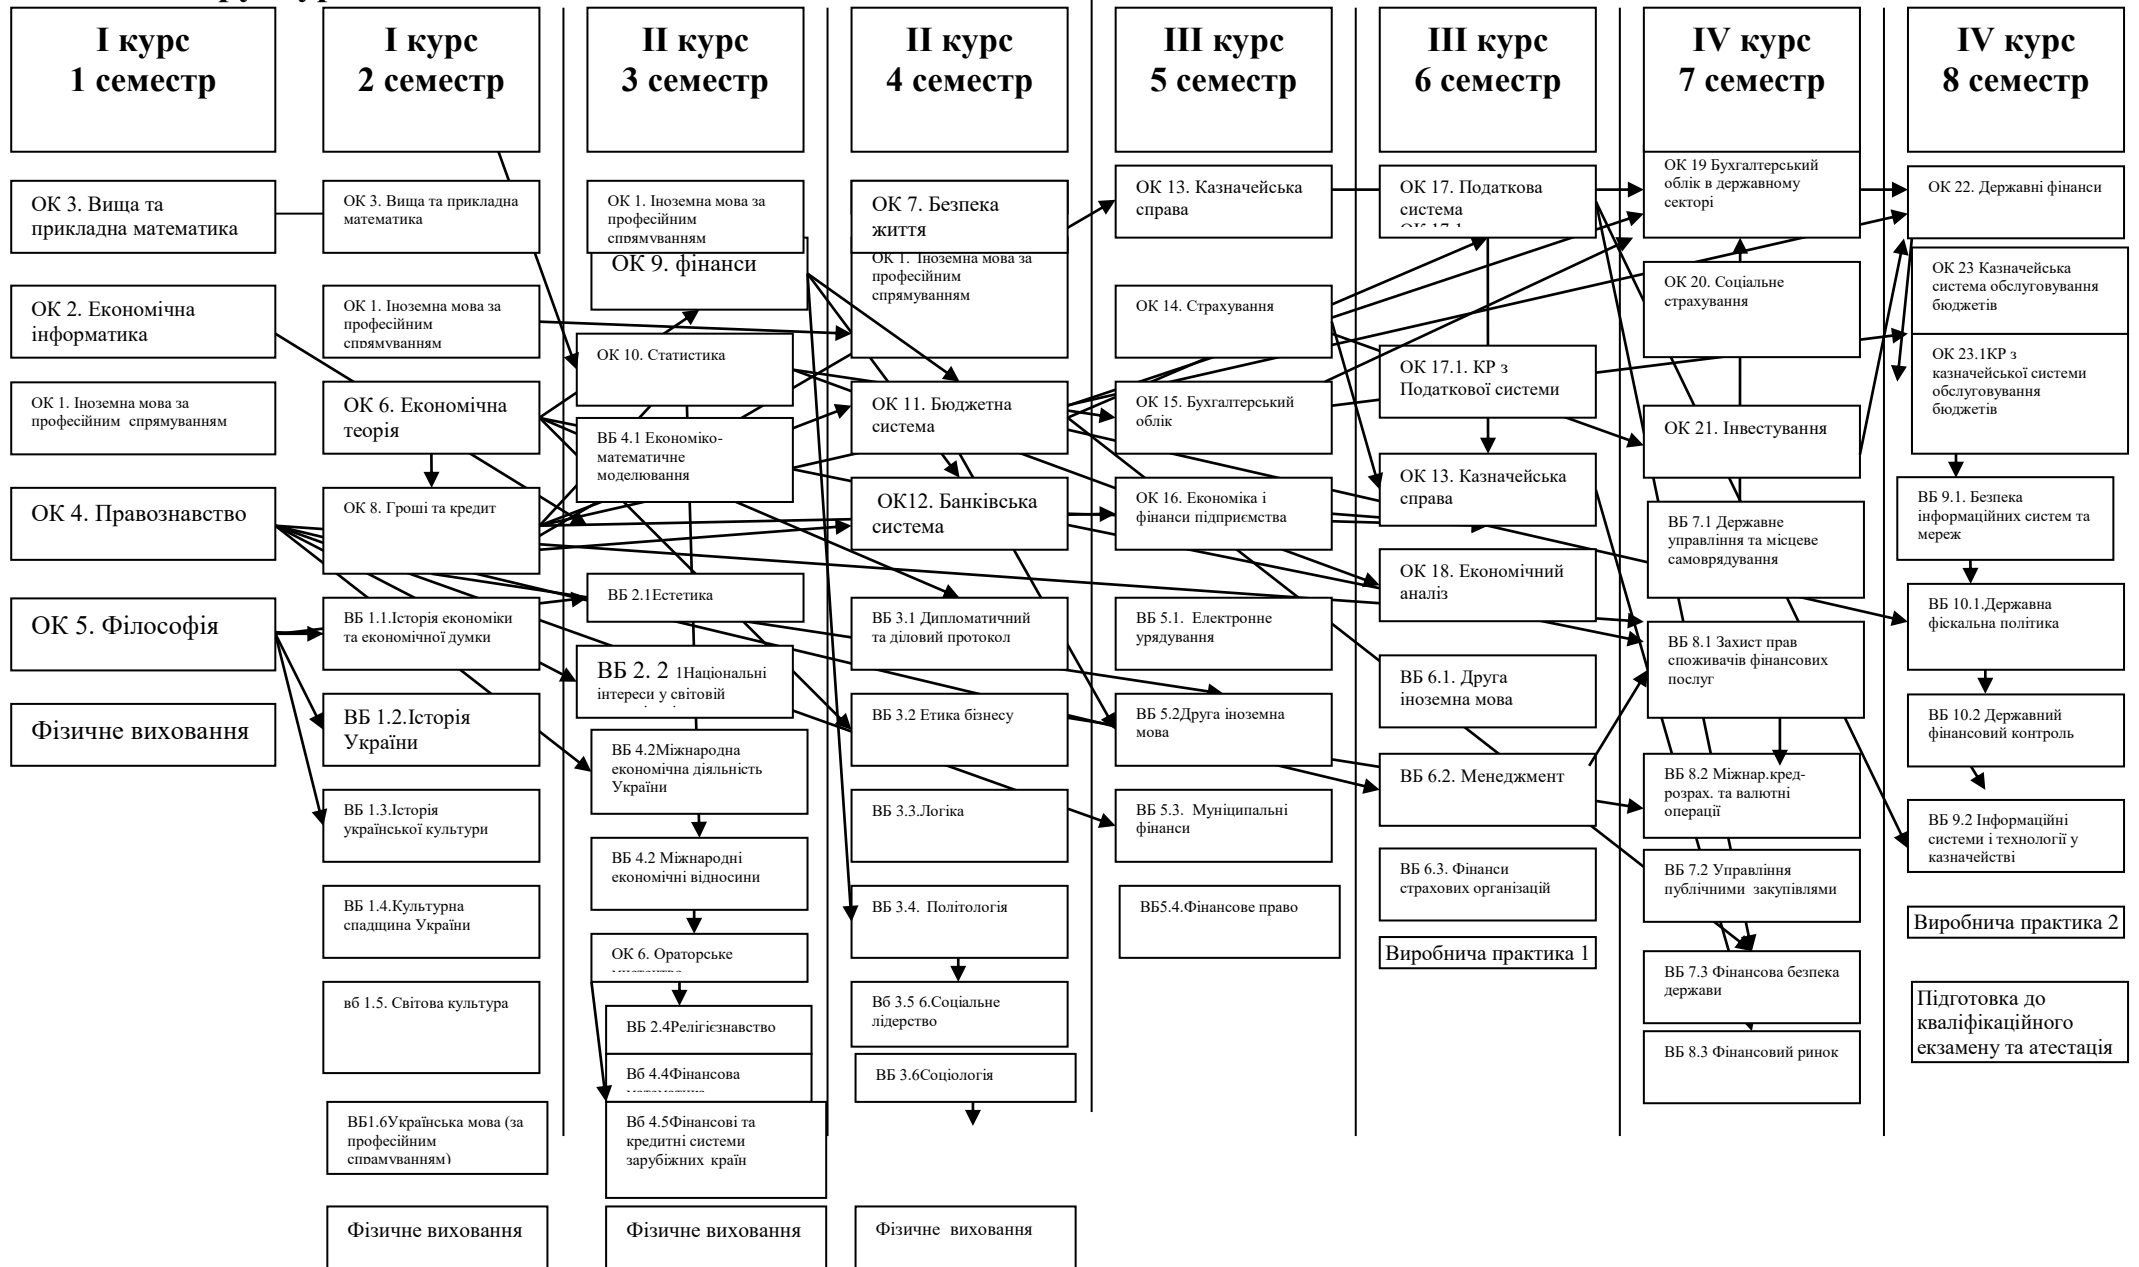 І курс
1 семестр
І курс
2 семестр
ІІ курс
3 семестр
ІІ курс
4 семестр
ІІІ курс
5 семестр
ІІІ курс
6 семестр
IV курс
7 семестр
IV курс
8 семестр
ОК 3. Вища та
прикладна математика
ОК 2. Економічна
інформатика
ОК 1. Іноземна мова за
професійним спрямуванням
ОК 4. Правознавство
ОК 5. Філософія
Фізичне виховання
ОК 3. Вища та прикладна
математика
ОК 1. Іноземна мова за
професійним
спрямуванням
ОК 6. Економічна
теорія
ОК 8. Гроші та кредит
ВБ 1.1.Історія економіки
та економічної думки
ВБ 1.2.Історія
України
ВБ 1.3.Історія
української культури
ВБ 1.4.Культурна
спадщина України
вб 1.5. Світова культура
ВБ1.6Українська мова (за
професійним
спрамуванням)
Фізичне виховання
ОК 1. Іноземна мова за
професійним
спрямуванням
ОК 9. фінанси
ОК 10. Статистика
ВБ 4.1 Економіко-
математичне
моделювання
ВБ 2.1Естетика
ВБ 2. 2 1Національні
інтереси у світовій
ВБ 4.2Міжнародна
економічна діяльність
України
ВБ 4.2 Міжнародні
економічні відносини
ОК 6. Ораторське
ВБ 2.4Релігієзнавство
Вб 4.4Фінансова
Вб 4.5Фінансові та
кредитні системи
зарубіжних країн
Фізичне виховання
ОК 7. Безпека
життя
ОК 1. Іноземна мова за
професійним
спрямуванням
ОК 11. Бюджетна
система
ОК12. Банківська
система
ВБ 3.1 Дипломатичний
та діловий протокол
ВБ 3.2 Етика бізнесу
ВБ 3.3.Логіка
ВБ 3.4. Політологія
Вб 3.5 6.Соціальне
лідерство
ВБ 3.6Соціологія
Фізичне виховання
ОК 13. Казначейська
справа
ОК 14. Страхування
ОК 15. Бухгалтерський
облік
ОК 16. Економіка і
фінанси підприємства
ВБ 5.1. Електронне
урядування
ВБ 5.2Друга іноземна
мова
ВБ 5.3. Муніципальні
фінанси
ВБ5.4.Фінансове право
ОК 17. Податкова
система
ОК 17.1. КР з
Податкової системи
ОК 13. Казначейська
справа
ОК 18. Економічний
аналіз
ВБ 6.1. Друга
іноземна мова
ВБ 6.2. Менеджмент
ВБ 6.3. Фінанси
страхових організацій
Виробнича практика 1
ОК 19 Бухгалтерський
облік в державному
секторі
ОК 20. Соціальне
страхування
ОК 21. Інвестування
ВБ 7.1 Державне
управління та місцеве
самоврядування
ВБ 8.1 Захист прав
споживачів фінансових
послуг
ВБ 8.2 Міжнар.кред-
розрах. та валютні
операції
ВБ 7.2 Управління
публічними закупівлями
ВБ 7.3 Фінансова безпека
держави
ВБ 8.3 Фінансовий ринок
ОК 22. Державні фінанси
ОК 23 Казначейська
система обслуговування
бюджетів
ОК 23.1КР з
казначейської системи
обслуговування
бюджетів
ВБ 9.1. Безпека
інформаційних систем та
мереж
ВБ 10.1.Державна
фіскальна політика
ВБ 10.2 Державний
фінансовий контроль
ВБ 9.2 Інформаційні
системи і технології у
казначействі
Виробнича практика 2
Підготовка до
кваліфікаційного
екзамену та атестація